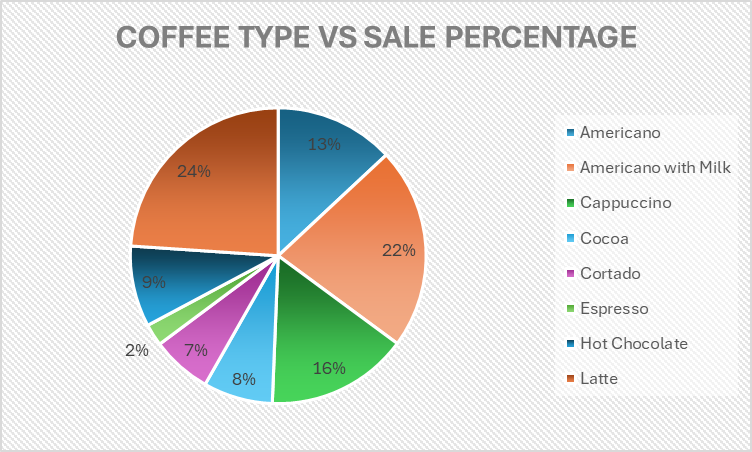 COFFEE TYPE VS SALE PERCENTAGE
13%
22%
16%
8%
7%
2%
9%
24%
Americano
Americano with Milk
Cappuccino
Cocoa
Cortado
Espresso
Hot Chocolate
Latte